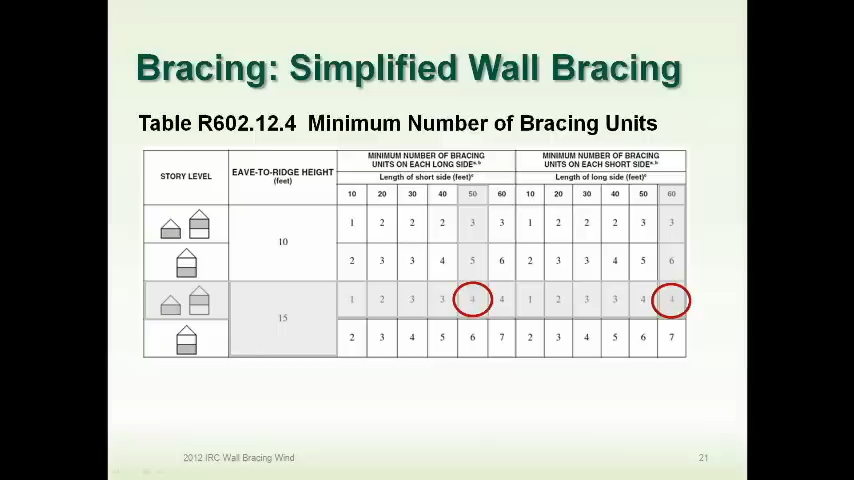 Bracing: Simplified Wall Bracing
Table R602.12.4 Minimum Number of Bracing Units
STORY LEVEL
EAVE-TO-RIDGE HEIGHT
(feet)
MINIMUM NUMBER OF BRACING
UNITS ON EACH LONG SIDEa, b
MINIMUM NUMBER OF BRACING
UNITS ON EACH SHORT SIDEa, b
Length of short side (feet)c
Length of long side (feet)c
10 20 30 40 50 60 10 20 30 40 50 60
10
1 2 2 2 3 3 1 2 2 2 3 3
2 3 3 4 5 6 2 3 3 4 5 6
15
1 2 3 3 4 4 1 2 3 3 4 4
2 3 4 5 6 7 2 3 4 5 6 7
2012 IRC Wall Bracing Wind
21